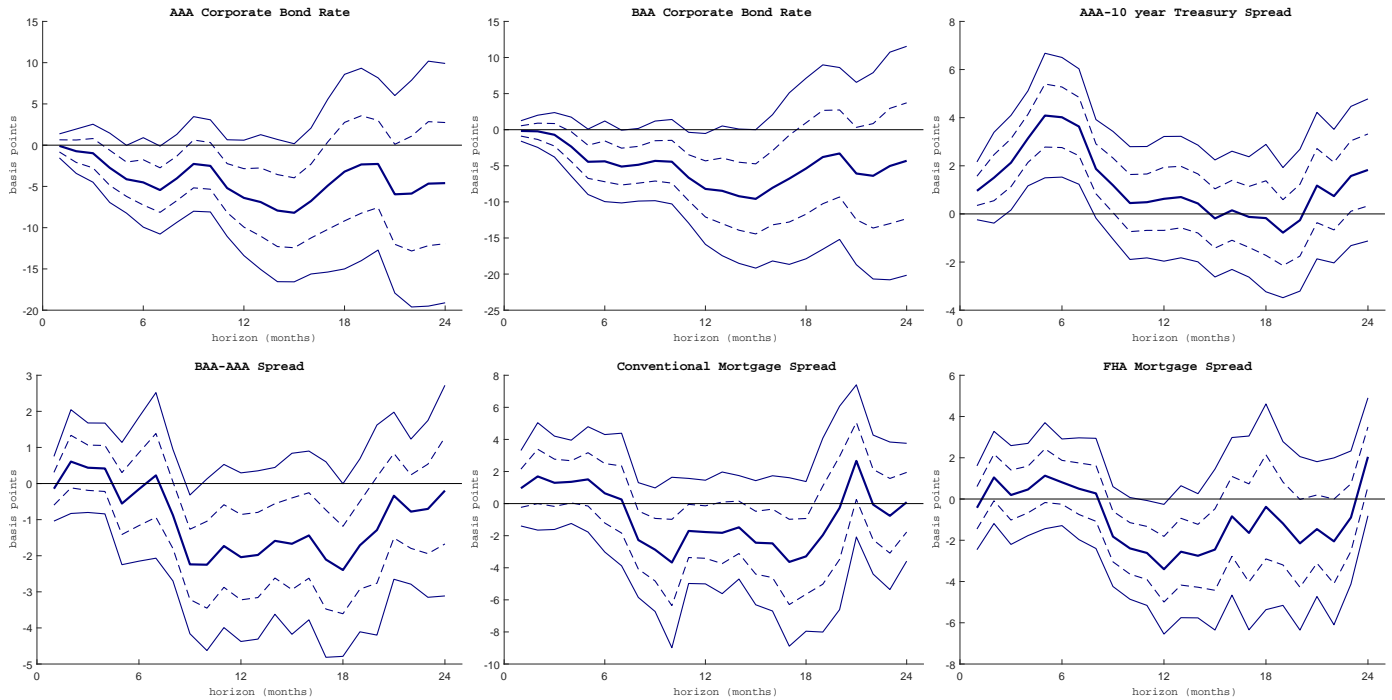 AAA Corporate Bond Rate
15
10
5
0
-5
-10
-15
-20
basis points
0 6 12 18 24
horizon (months)
BAA Corporate Bond Rate
15
10
5
0
-5
-10
-15
-20
-25
basis points
0 6 12 18 24
horizon (months)
AAA-10 year Treasury Spread
8
6
4
2
0
-2
-4
basis points
0 6 12 18 24
horizon (months)
BAA-AAA Spread
3
2
1
0
-1
-2
-3
-4
-5
basis points
0 6 12 18 24
horizon (months)
Conventional Mortgage Spread
8
6
4
2
0
-2
-4
-6
-8
-10
basis points
0 6 12 18 24
horizon (months)
FHA Mortgage Spread
6
4
2
0
-2
-4
-6
-8
basis points
0 6 12 18 24
horizon (months)